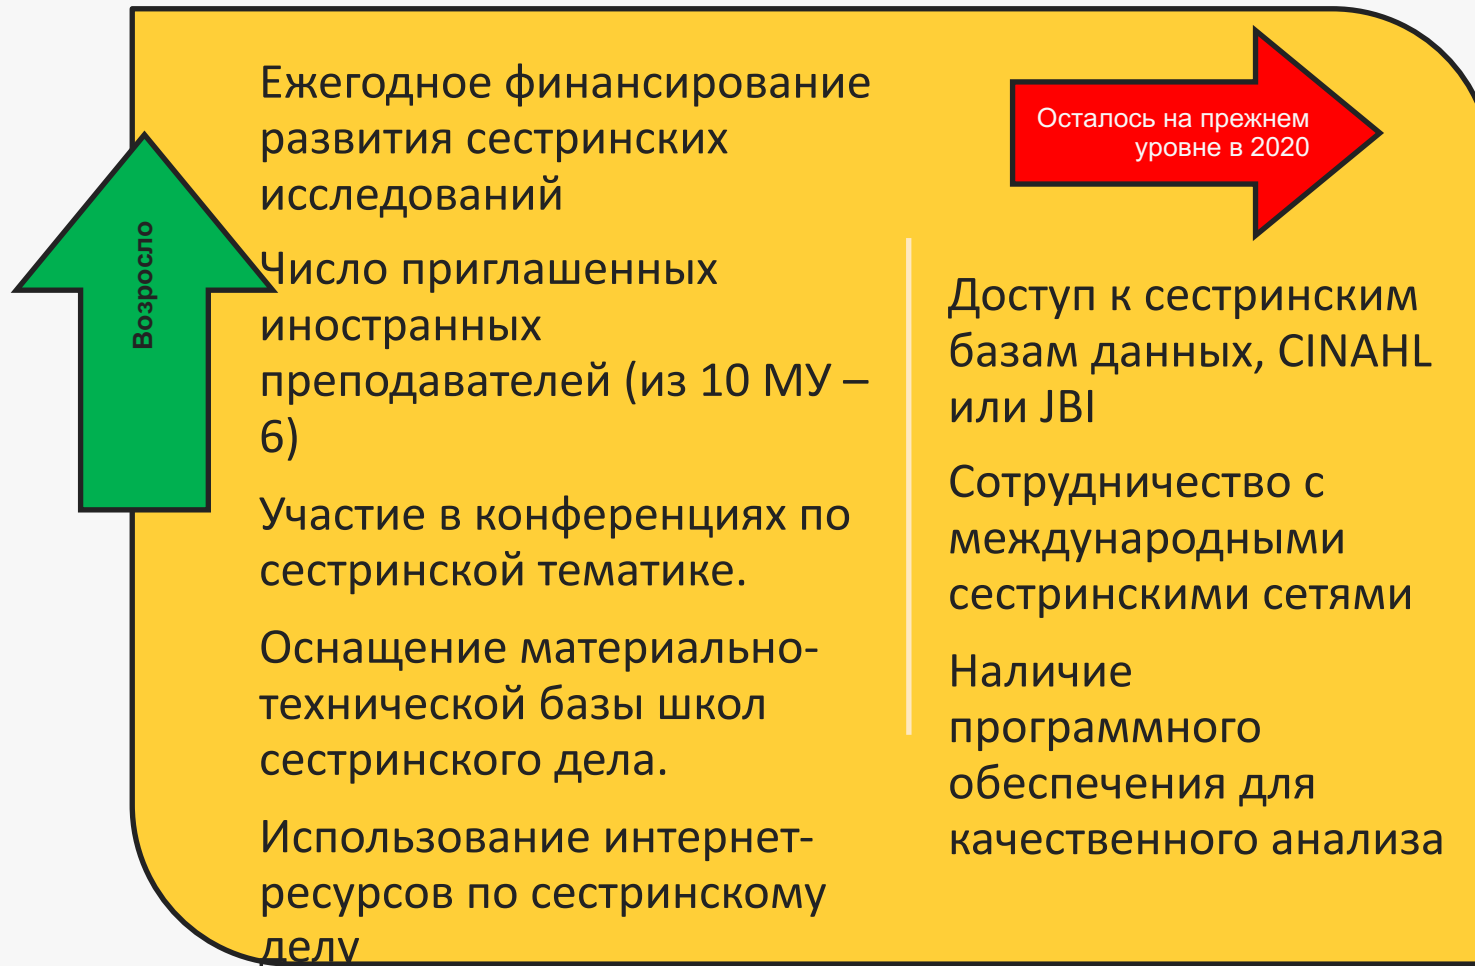 Возросло
Ежегодное финансирование
развития сестринских
исследований
Число приглашенных
иностранных
преподавателей (из 10 МУ –
6)
Участие в конференциях по
сестринской тематике.
Оснащение материально-
технической базы школ
сестринского дела.
Использование интернет-
ресурсов по сестринскому
делу
Осталось на прежнем
уровне в 2020
Доступ к сестринским
базам данных, CINAHL
или JBI
Сотрудничество с
международными
сестринскими сетями
Наличие
программного
обеспечения для
качественного анализа